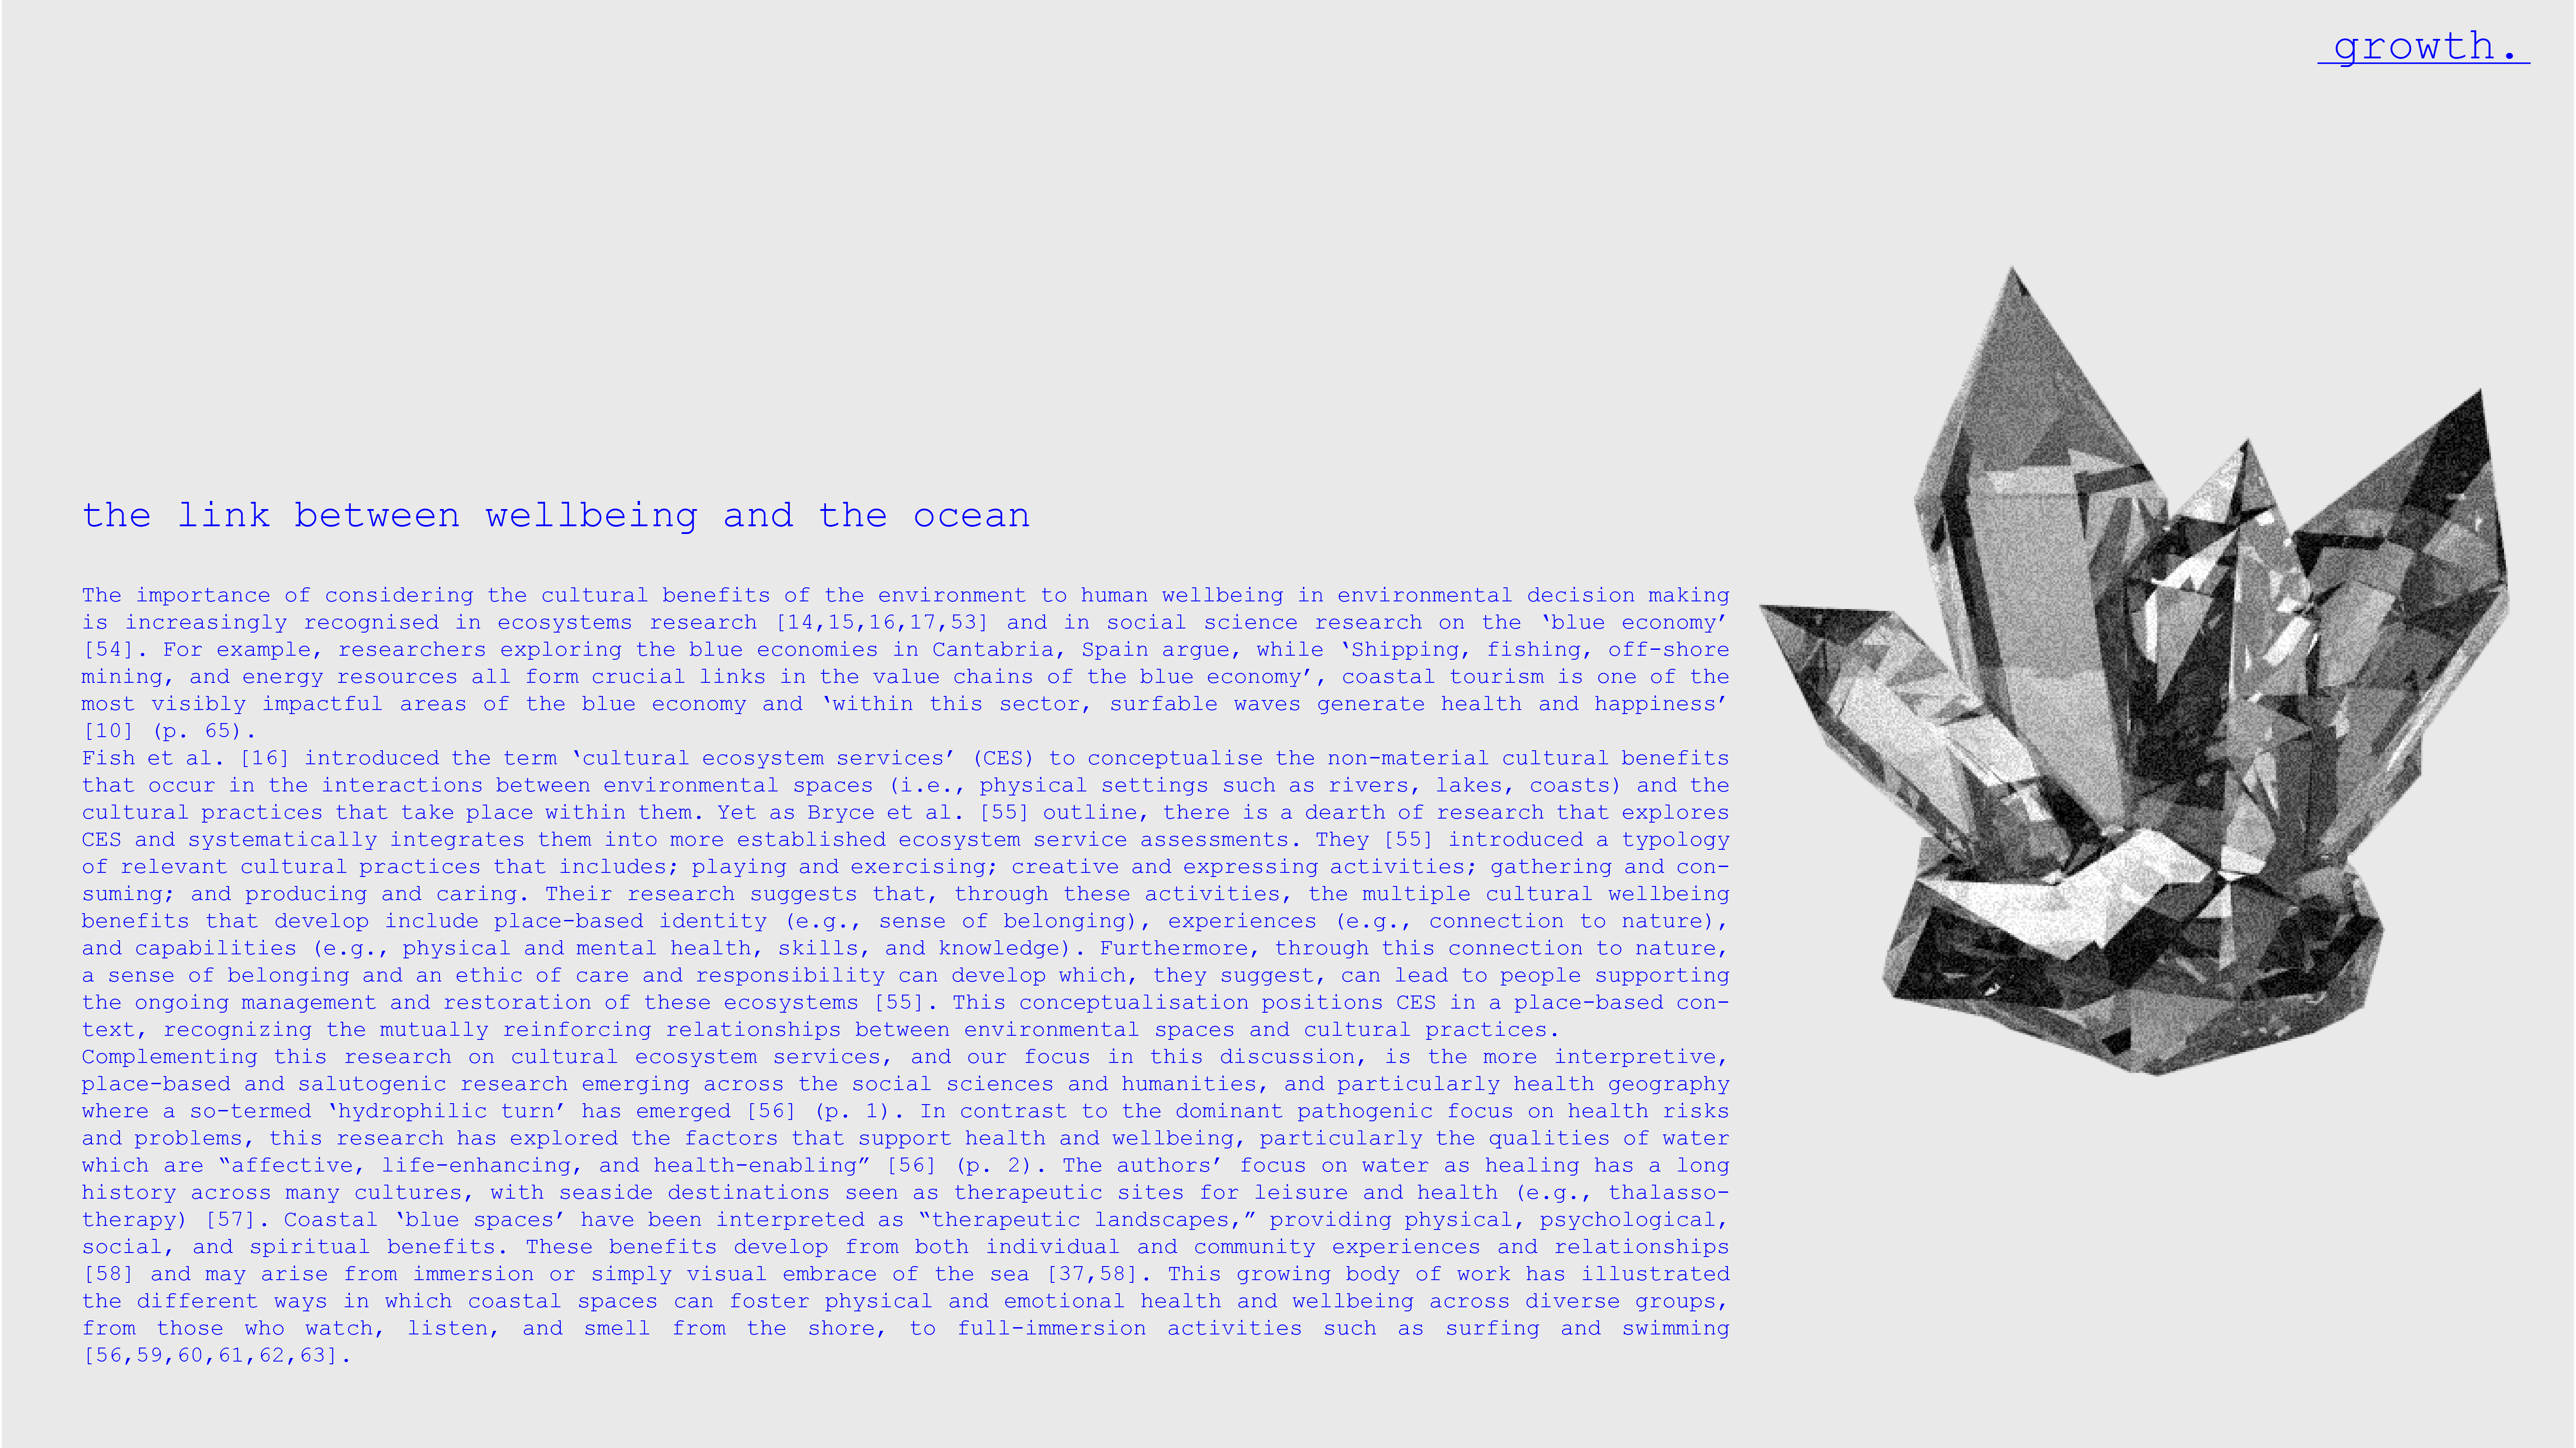 growth.
the link between wellbeing and the ocean
The importance of considering the cultural benefits of the environment to human wellbeing in environmental decision making
is increasingly recognised in ecosystems research [14,15,16,17,53] and in social science research on the ‘blue economy’
[54]. For example, researchers exploring the blue economies in Cantabria, Spain argue, while ‘Shipping, fishing, off-shore
mining, and energy resources all form crucial links in the value chains of the blue economy’, coastal tourism is one of the
most visibly impactful areas of the blue economy and ‘within this sector, surfable waves generate health and happiness’
[10] (p. 65).
Fish et al. [16] introduced the term ‘cultural ecosystem services’ (CES) to conceptualise the non-material cultural benefits
that occur in the interactions between environmental spaces (i.e., physical settings such as rivers, lakes, coasts) and the
cultural practices that take place within them. Yet as Bryce et al. [55] outline, there is a dearth of research that explores
CES and systematically integrates them into more established ecosystem service assessments. They [55] introduced a typology
of relevant cultural practices that includes; playing and exercising; creative and expressing activities; gathering and con-
suming; and producing and caring. Their research suggests that, through these activities, the multiple cultural wellbeing
benefits that develop include place-based identity (e.g., sense of belonging), experiences (e.g., connection to nature),
and capabilities (e.g., physical and mental health, skills, and knowledge). Furthermore, through this connection to nature,
a sense of belonging and an ethic of care and responsibility can develop which, they suggest, can lead to people supporting
the ongoing management and restoration of these ecosystems [55]. This conceptualisation positions CES in a place-based con-
text, recognizing the mutually reinforcing relationships between environmental spaces and cultural practices.
Complementing this research on cultural ecosystem services, and our focus in this discussion, is the more interpretive,
place-based and salutogenic research emerging across the social sciences and humanities, and particularly health geography
where a so-termed ‘hydrophilic turn’ has emerged [56] (p. 1). In contrast to the dominant pathogenic focus on health risks
and problems, this research has explored the factors that support health and wellbeing, particularly the qualities of water
which are “affective, life-enhancing, and health-enabling” [56] (p. 2). The authors’ focus on water as healing has a long
history across many cultures, with seaside destinations seen as therapeutic sites for leisure and health (e.g., thalasso-
therapy) [57]. Coastal ‘blue spaces’ have been interpreted as “therapeutic landscapes,” providing physical, psychological,
social, and spiritual benefits. These benefits develop from both individual and community experiences and relationships
[58] and may arise from immersion or simply visual embrace of the sea [37,58]. This growing body of work has illustrated
the different ways in which coastal spaces can foster physical and emotional health and wellbeing across diverse groups,
from those who watch, listen, and smell from the shore, to full-immersion activities such as surfing and swimming
[56,59,60,61,62,63].